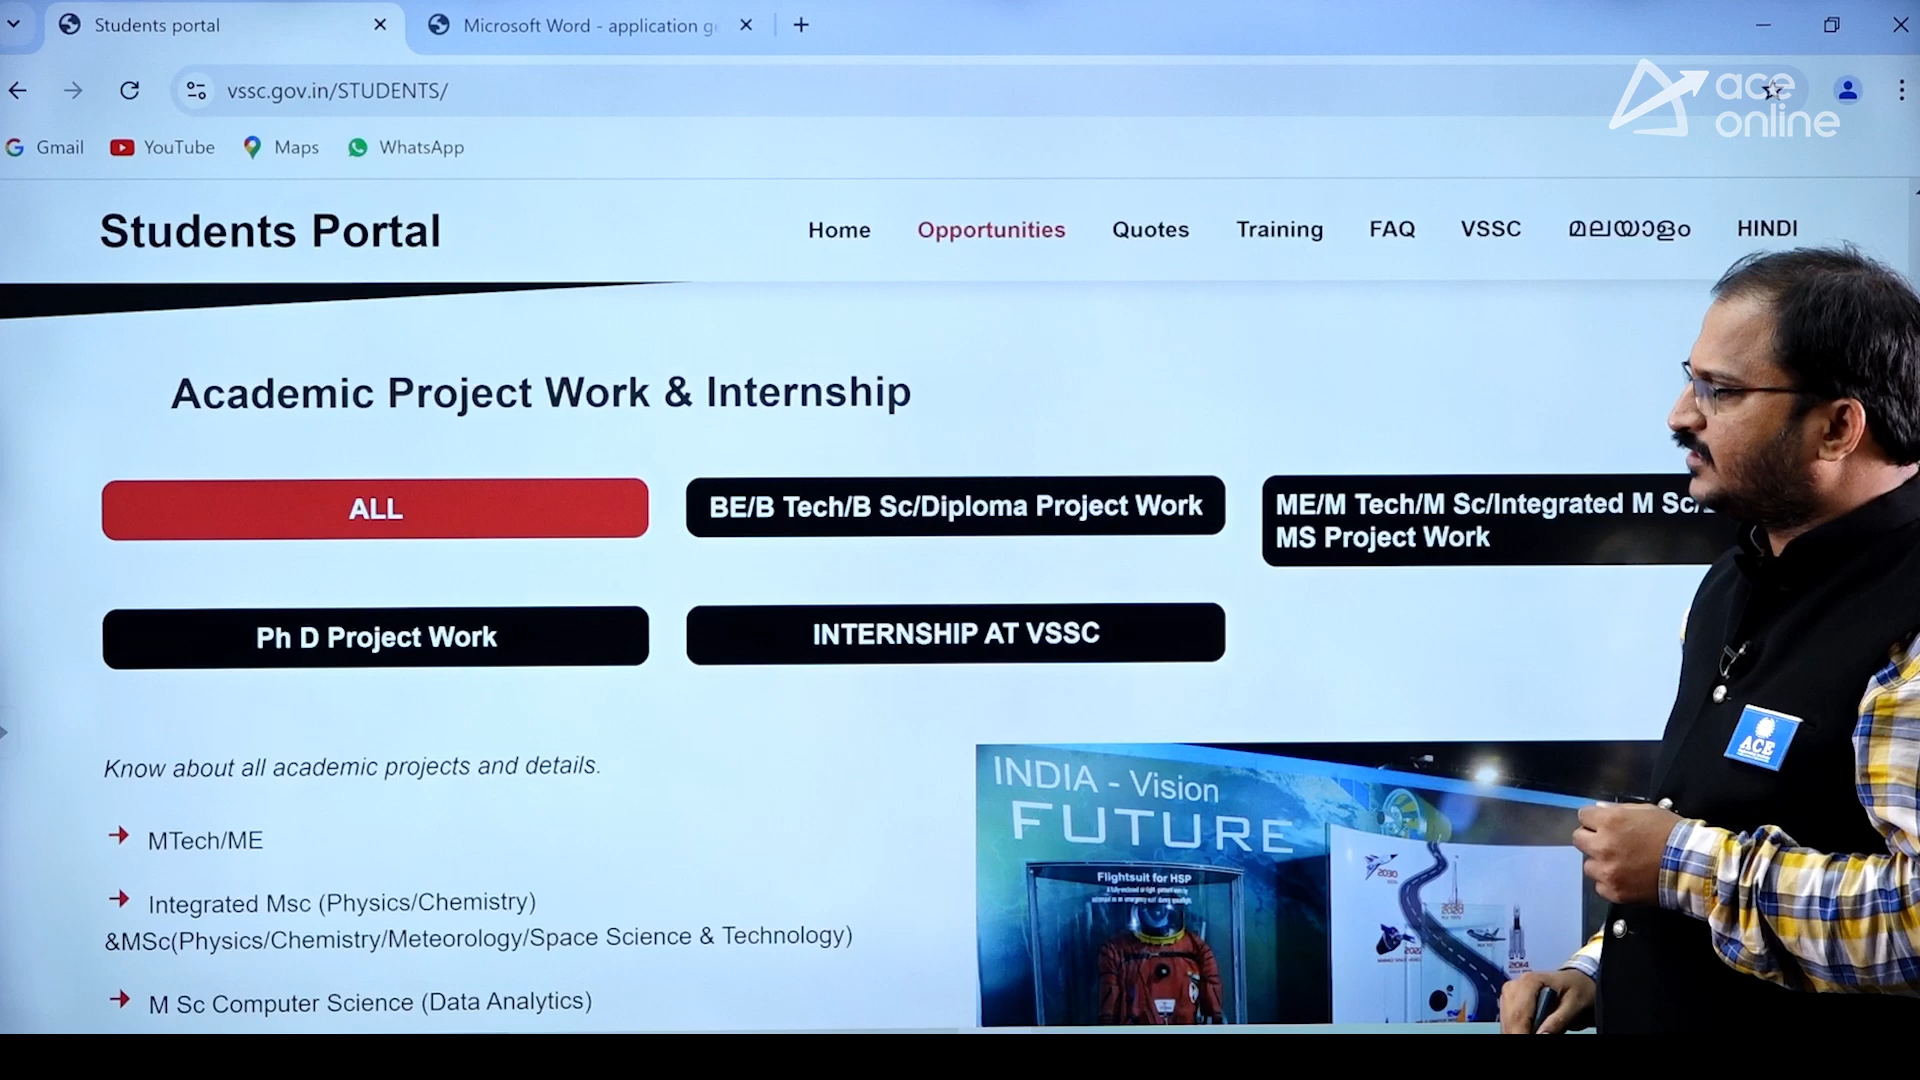 Students portal
Microsoft Word - application ge
vssc.gov.in/STUDENTS/
ace
online
Gmail
YouTube
Maps
WhatsApp
Students Portal
Home
Opportunities
Quotes
Training
FAQ
VSSC
മലയാളം
HINDI
Academic Project Work & Internship
ALL
BE/B Tech/B Sc/Diploma Project Work
ME/M Tech/M Sc/Integrated M Sc/
MS Project Work
Ph D Project Work
INTERNSHIP AT VSSC
Know about all academic projects and details.
MTech/ME
Integrated Msc (Physics/Chemistry)
&MSc(Physics/Chemistry/Meteorology/Space Science & Technology)
M Sc Computer Science (Data Analytics)
INDIA - Vision
FUTURE
Flightsuit for HSP
2030
2014
ACE